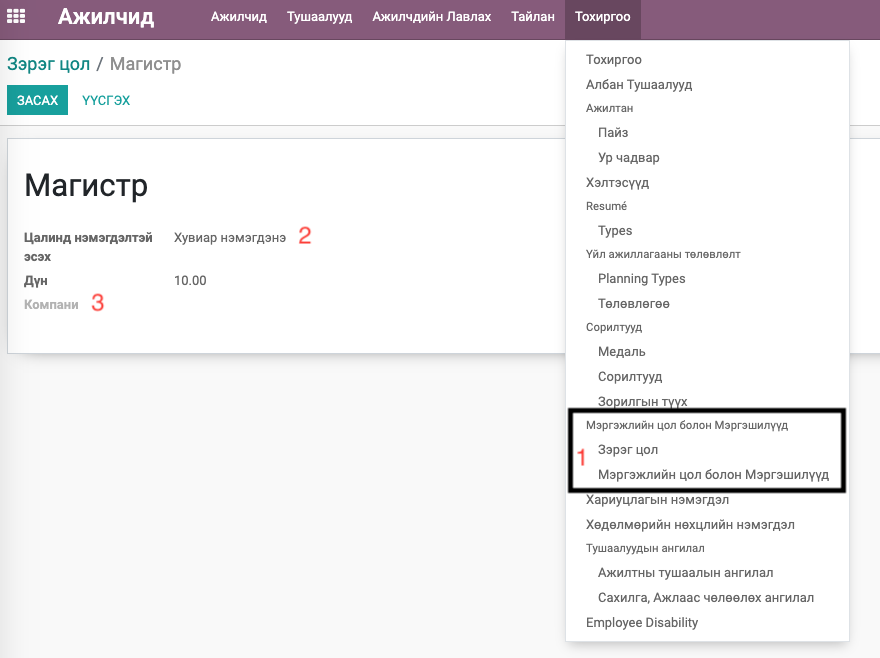 Ажилчид
Ажилчид Тушаалууд Ажилчдийн Лавлах Тайлан Тохиргоо
Зэрэг цол / Магистр
ЗАСАХ ҮҮСГЭХ
Магистр
Цалинд нэмэгдэлтэй эсэх Хувиар нэмэгдэнэ 2
Дүн 10.00
Компани 3
Тохиргоо
Албан Тушаалууд
Ажилтан
Пайз
Ур чадвар
Хэлтэсүүд
Resumé
Types
Үйл ажиллагааны төлөвлөлт
Planning Types
Төлөвлөгөө
Сорилтууд
Медаль
Сорилтууд
Зорилгын түүх
Мэргэжлийн цол болон Мэргэшилүүд
1
Зэрэг цол
Мэргэжлийн цол болон Мэргэшилүүд
Хариуцлагын нэмэгдэл
Хөдөлмөрийн нөхцлийн нэмэгдэл
Тушаалуудын ангилал
Ажилтны тушаалын ангилал
Сахилга, Ажлаас чөлөөлөх ангилал
Employee Disability